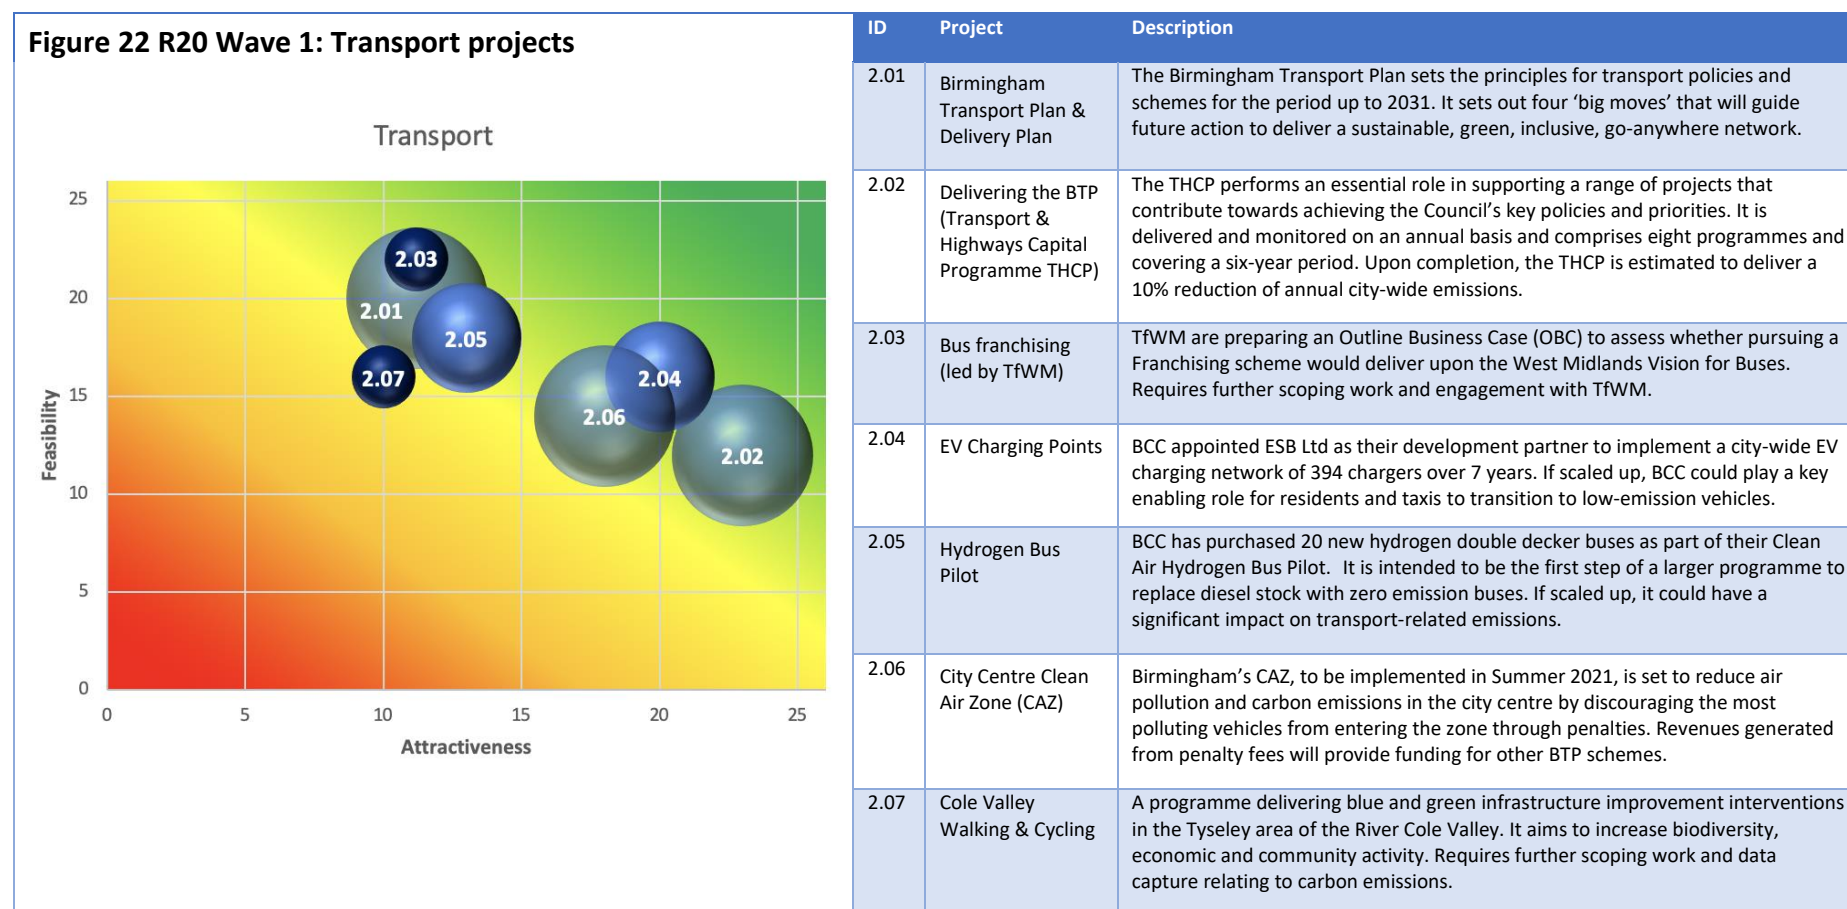 Figure 22 R20 Wave 1: Transport projects
Transport
25
20
15
10
5
0
Feasibility
0
5
10
15
20
25
Attractiveness
2.03
2.01
2.05
2.07
2.04
2.06
2.02
ID
Project
Description
2.01
Birmingham
Transport Plan &
Delivery Plan
The Birmingham Transport Plan sets the principles for transport policies and
schemes for the period up to 2031. It sets out four ‘big moves’ that will guide
future action to deliver a sustainable, green, inclusive, go-anywhere network.
2.02
Delivering the BTP
(Transport &
Highways Capital
Programme THCP)
The THCP performs an essential role in supporting a range of projects that
contribute towards achieving the Council’s key policies and priorities. It is
delivered and monitored on an annual basis and comprises eight programmes and
covering a six-year period. Upon completion, the THCP is estimated to deliver a
10% reduction of annual city-wide emissions.
2.03
Bus franchising
(led by TfWM)
TfWM are preparing an Outline Business Case (OBC) to assess whether pursuing a
Franchising scheme would deliver upon the West Midlands Vision for Buses.
Requires further scoping work and engagement with TfWM.
2.04
EV Charging Points
BCC appointed ESB Ltd as their development partner to implement a city-wide EV
charging network of 394 chargers over 7 years. If scaled up, BCC could play a key
enabling role for residents and taxis to transition to low-emission vehicles.
2.05
Hydrogen Bus
Pilot
BCC has purchased 20 new hydrogen double decker buses as part of their Clean
Air Hydrogen Bus Pilot. It is intended to be the first step of a larger programme to
replace diesel stock with zero emission buses. If scaled up, it could have a
significant impact on transport-related emissions.
2.06
City Centre Clean
Air Zone (CAZ)
Birmingham’s CAZ, to be implemented in Summer 2021, is set to reduce air
pollution and carbon emissions in the city centre by discouraging the most
polluting vehicles from entering the zone through penalties. Revenues generated
from penalty fees will provide funding for other BTP schemes.
2.07
Cole Valley
Walking & Cycling
A programme delivering blue and green infrastructure improvement interventions
in the Tyseley area of the River Cole Valley. It aims to increase biodiversity,
economic and community activity. Requires further scoping work and data
capture relating to carbon emissions.